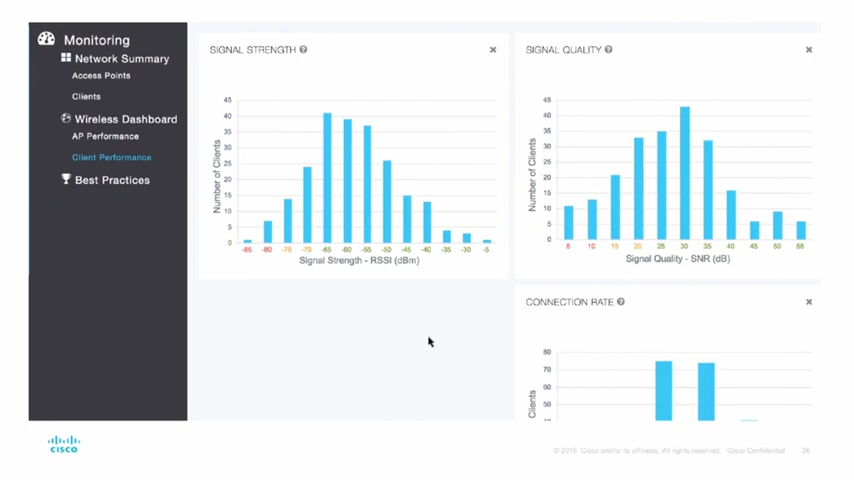 Monitoring
Network Summary
Access Points
Clients
Wireless Dashboard
AP Performance
Client Performance
Best Practices
SIGNAL STRENGTH
45
40
35
30
25
20
15
10
5
0
Number of Clients
-85 -80 -75 -70 -65 -60 -55 -50 -45 -40 -35 -30 -5
Signal Strength - RSSI (dBm)
SIGNAL QUALITY
45
40
35
30
25
20
15
10
5
0
Number of Clients
5 10 15 20 25 30 35 40 45 50 55
Signal Quality - SNR (dB)
CONNECTION RATE
80
70
60
50
Clients
CISCO
© 2016 Cisco and/or its affiliates. All rights reserved. Cisco Confidential 26